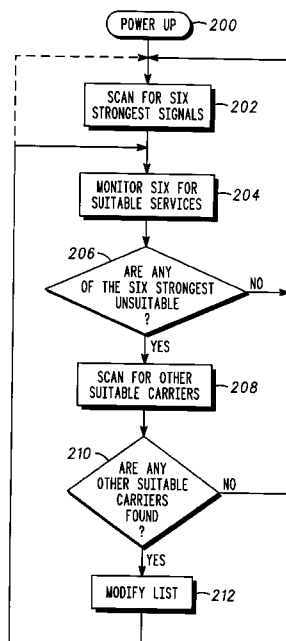 POWER UP
200
SCAN FOR SIX
STRONGEST SIGNALS
202
MONITOR SIX FOR
SUITABLE SERVICES
204
206
ARE ANY
OF THE SIX STRONGEST
UNSUITABLE
?
NO
YES
SCAN FOR OTHER
SUITABLE CARRIERS
208
210
ARE ANY
OTHER SUITABLE
CARRIERS
FOUND
?
NO
YES
MODIFY LIST
212